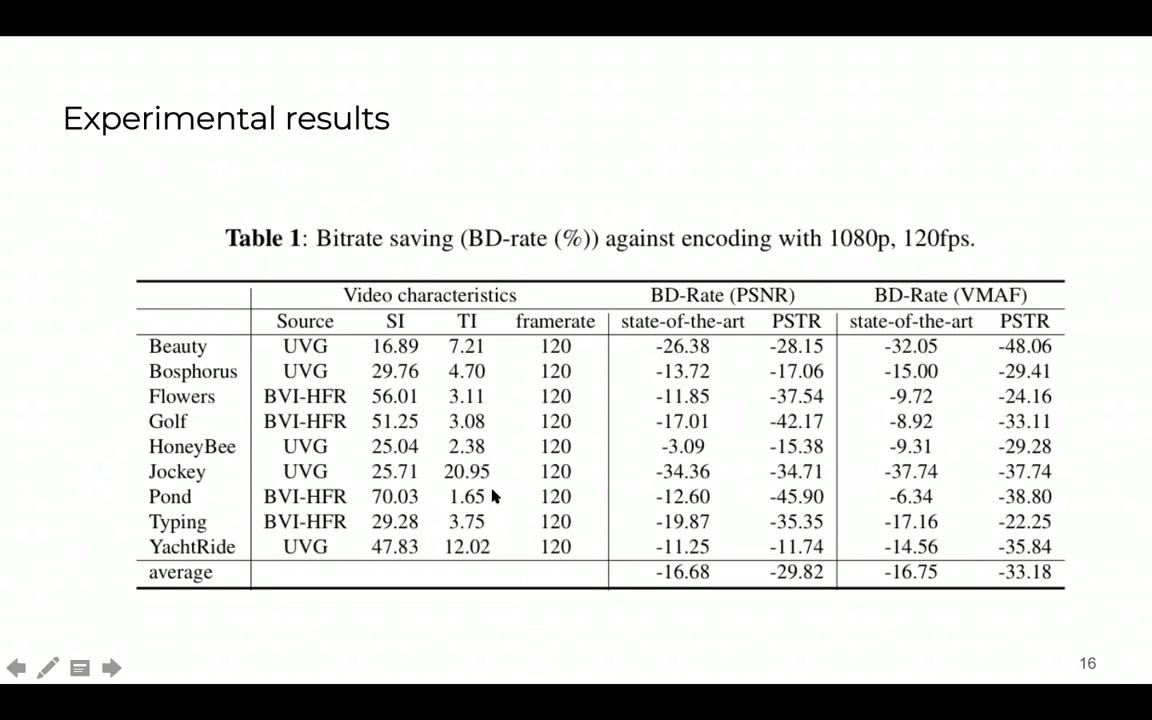 Experimental results
Table 1: Bitrate saving (BD-rate (%)) against encoding with 1080p, 120fps.
Video characteristics BD-Rate (PSNR) BD-Rate (VMAF)
Source SI TI framerate state-of-the-art PSTR state-of-the-art PSTR
Beauty UVG 16.89 7.21 120 -26.38 -28.15 -32.05 -48.06
Bosphorus UVG 29.76 4.70 120 -13.72 -17.06 -15.00 -29.41
Flowers BVI-HFR 56.01 3.11 120 -11.85 -37.54 -9.72 -24.16
Golf BVI-HFR 51.25 3.08 120 -17.01 -42.17 -8.92 -33.11
HoneyBee UVG 25.04 2.38 120 -3.09 -15.38 -9.31 -29.28
Jockey UVG 25.71 20.95 120 -34.36 -34.71 -37.74 -37.74
Pond BVI-HFR 70.03 1.65 120 -12.60 -45.90 -6.34 -38.80
Typing BVI-HFR 29.28 3.75 120 -19.87 -35.35 -17.16 -22.25
YachtRide UVG 47.83 12.02 120 -11.25 -11.74 -14.56 -35.84
average -16.68 -29.82 -16.75 -33.18
16